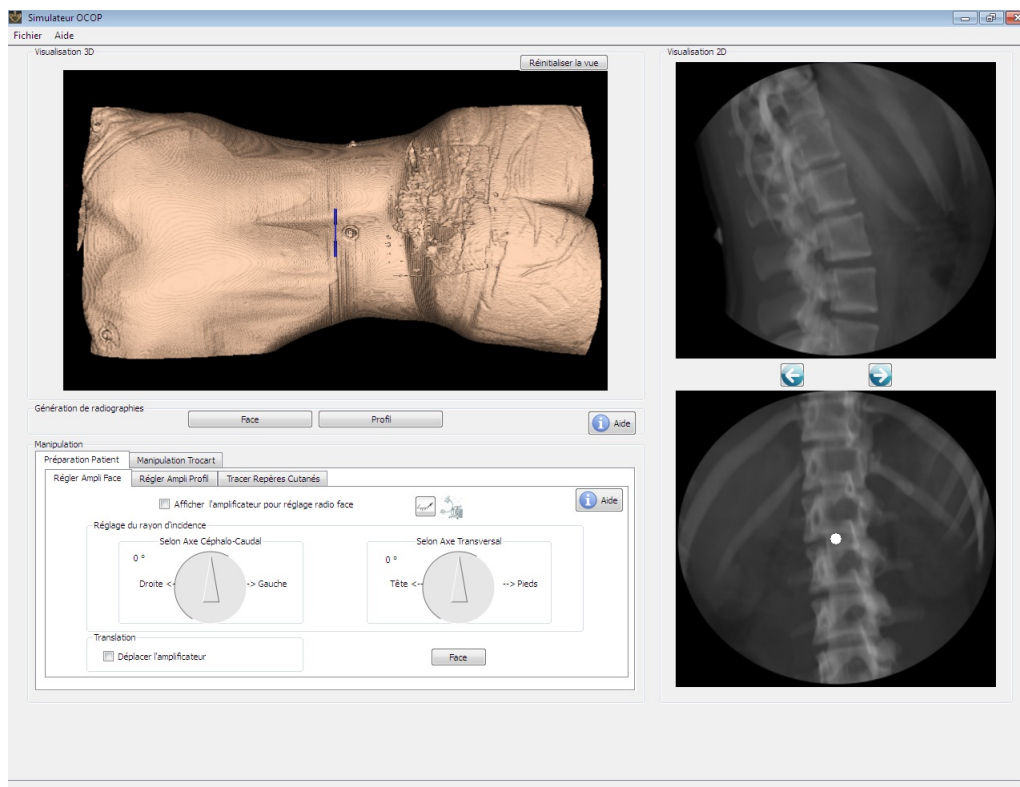 Simulateur OCOP
Fichier Aide
Visualisation 3D
Réinitialiser la vue
Visualisation 2D
Génération de radiographies
Face
Profil
Aide
Manipulation
Préparation Patient
Manipulation Trocart
Régler Ampli Face
Régler Ampli Profil
Tracer Repères Cutanés
Afficher l'amplificateur pour réglage radio face
Aide
Réglage du rayon d'incidence
Selon Axe Céphalo-Caudal
0 °
Droite <-
-> Gauche
Selon Axe Transversal
0 °
Tête <--
--> Pieds
Translation
Déplacer l'amplificateur
Face